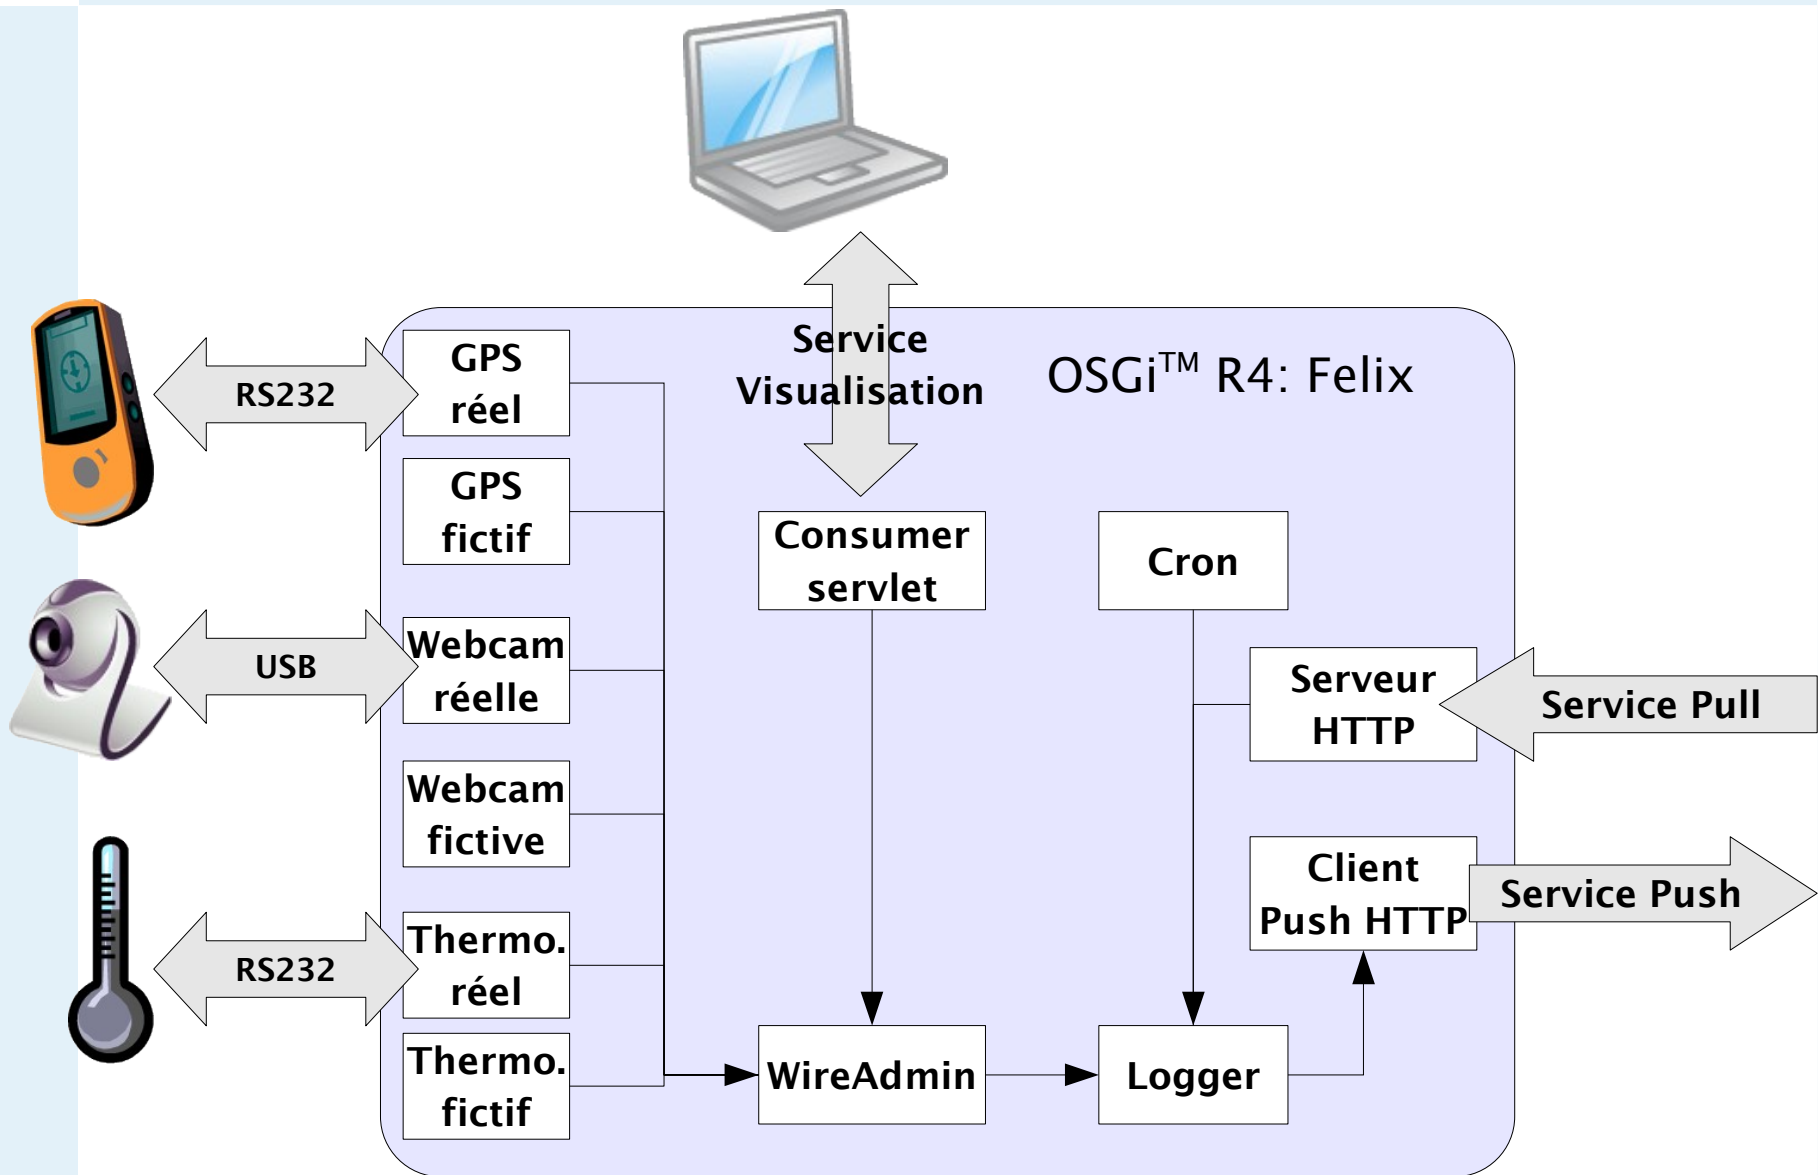 Service
Visualisation
OSGi™ R4: Felix
RS232
GPS
réel
GPS
fictif
Consumer
servlet
Cron
USB
Webcam
réelle
Serveur
HTTP
Service Pull
Webcam
fictive
Client
Push HTTP
Service Push
RS232
Thermo.
réel
Thermo.
fictif
WireAdmin
Logger